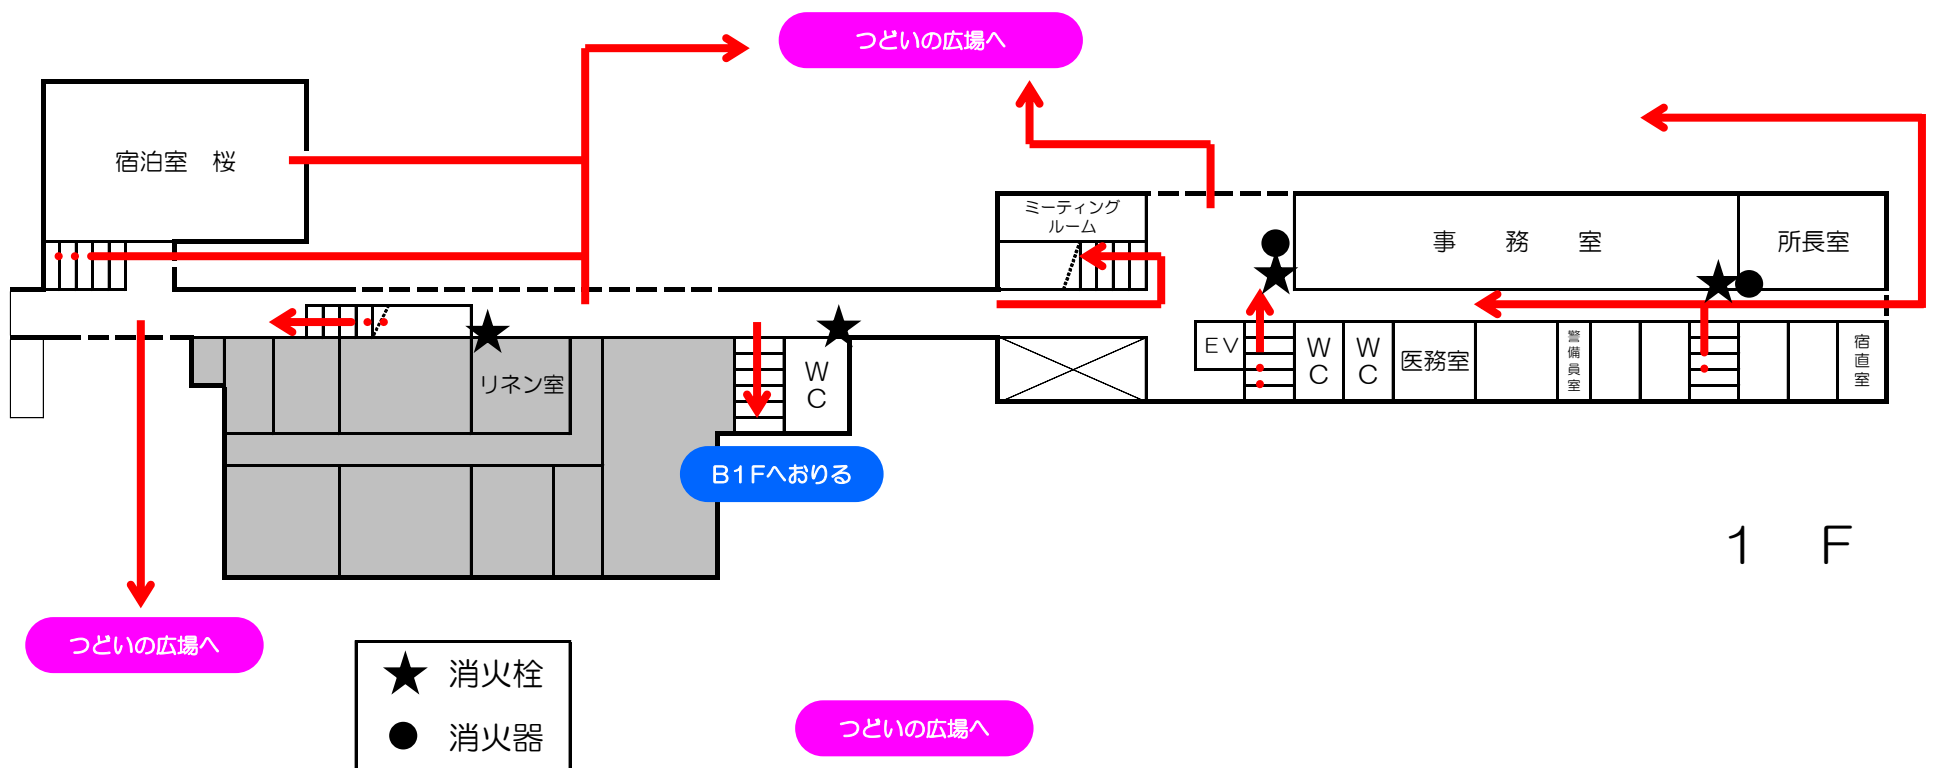 つどいの広場へ
宿泊室　桜
ミーティング
ルーム
事　務　室
所長室
リネン室
WC
EV
WC
WC
医務室
警備員室
宿直室
B1Fへおりる
1　F
つどいの広場へ
消火栓
消火器
つどいの広場へ